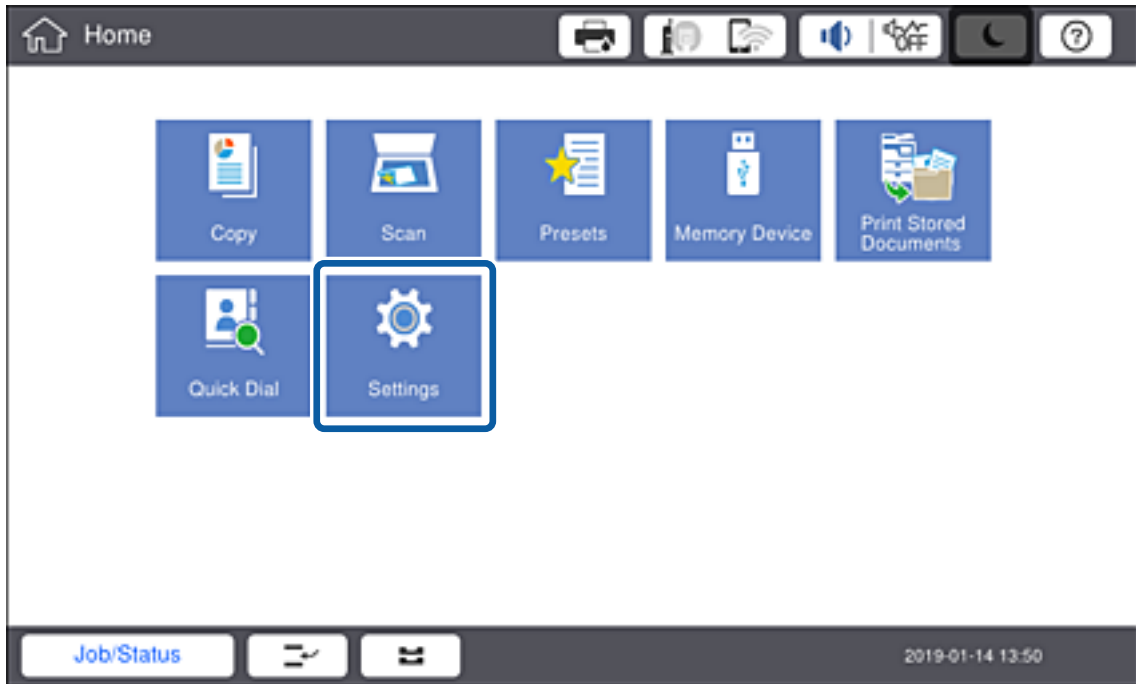 Home
OFF
Copy
Scan
Presets
Memory Device
Print Stored
Documents
Quick Dial
Settings
Job/Status
2019-01-14 13:50